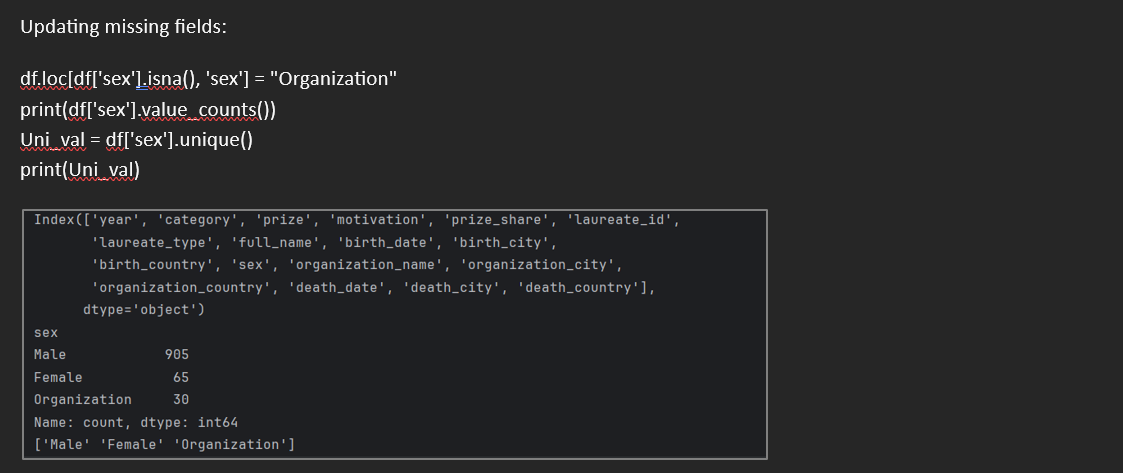 Updating missing fields:
df.loc[df['sex'].isna(), 'sex'] = "Organization"
print(df['sex'].value_counts())
Uni_val = df['sex'].unique()
print(Uni_val)
Index(['year', 'category', 'prize', 'motivation', 'prize_share', 'laureate_id',
'laureate_type', 'full_name', 'birth_date', 'birth_city',
'birth_country', 'sex', 'organization_name', 'organization_city',
'organization_country', 'death_date', 'death_city', 'death_country'],
dtype='object')
sex
Male 905
Female 65
Organization 30
Name: count, dtype: int64
['Male' 'Female' 'Organization']